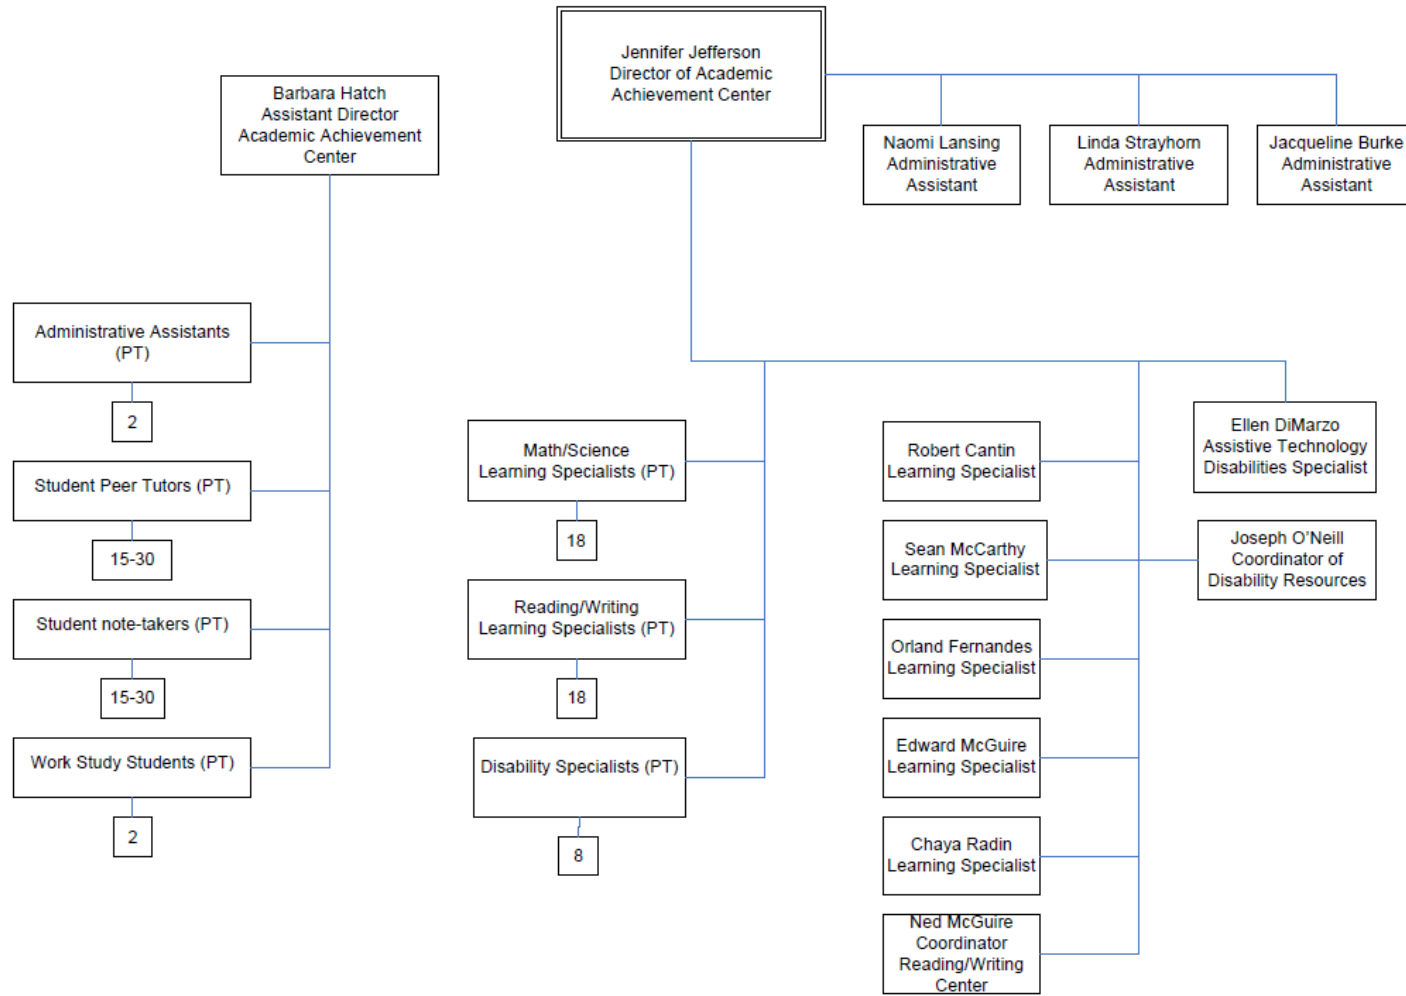 Jennifer Jefferson
Director of Academic
Achievement Center
Barbara Hatch
Assistant Director
Academic Achievement
Center
Naomi Lansing
Administrative
Assistant
Linda Strayhorn
Administrative
Assistant
Jacqueline Burke
Administrative
Assistant
Administrative Assistants
(PT)
2
Student Peer Tutors (PT)
15-30
Student note-takers (PT)
15-30
Work Study Students (PT)
2
Math/Science
Learning Specialists (PT)
18
Reading/Writing
Learning Specialists (PT)
18
Disability Specialists (PT)
8
Robert Cantin
Learning Specialist
Sean McCarthy
Learning Specialist
Orland Fernandes
Learning Specialist
Edward McGuire
Learning Specialist
Chaya Radin
Learning Specialist
Ned McGuire
Coordinator
Reading/Writing
Center
Ellen DiMarzo
Assistive Technology
Disabilities Specialist
Joseph O’Neill
Coordinator of
Disability Resources